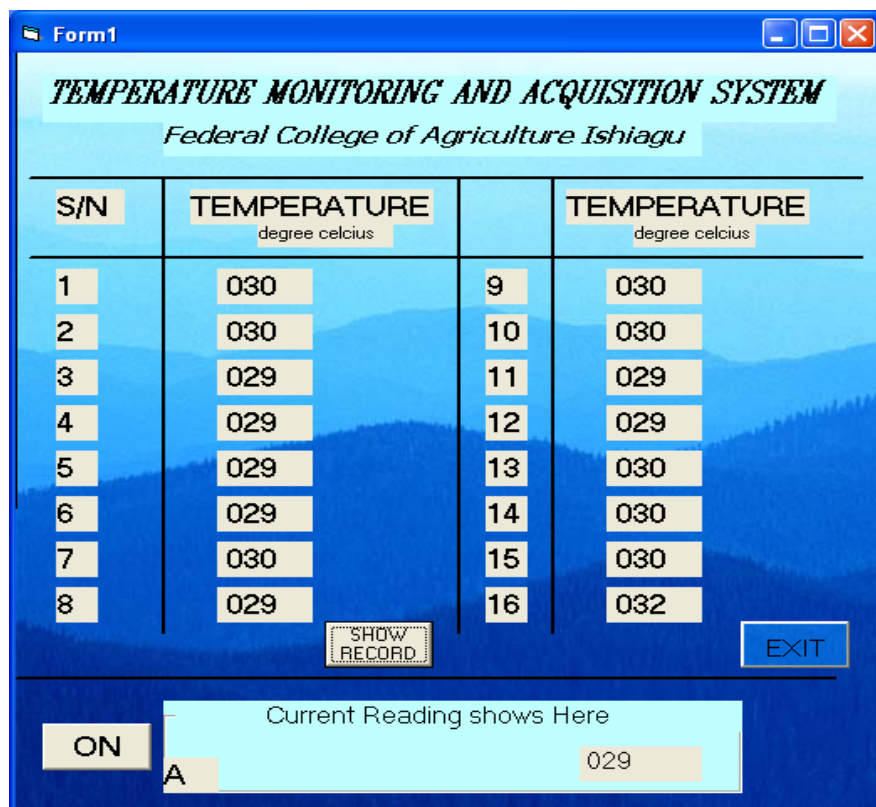 Form1
TEMPERATURE MONITORING AND ACQUISITION SYSTEM
Federal College of Agriculture Ishiagu
S/N TEMPERATURE TEMPERATURE
degree celcius degree celcius
1 030 9 030
2 030 10 030
3 029 11 029
4 029 12 029
5 029 13 030
6 029 14 030
7 030 15 030
8 029 16 032
SHOW
RECORD
EXIT
Current Reading shows Here
ON
A
029